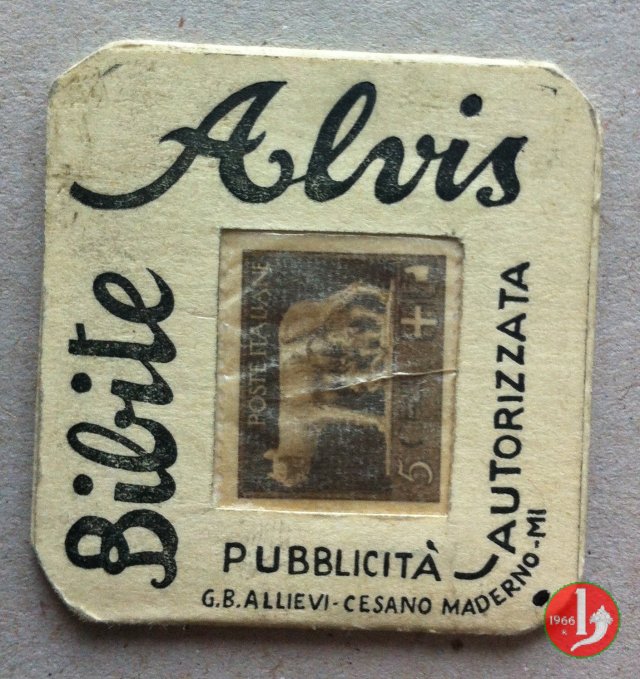 Bibite
Alvis
POSTE ITALIANE
5
PUBBLICITÀ
AUTORIZZATA
G.B. ALLIEVI - CESANO MADERNO - MI
1966